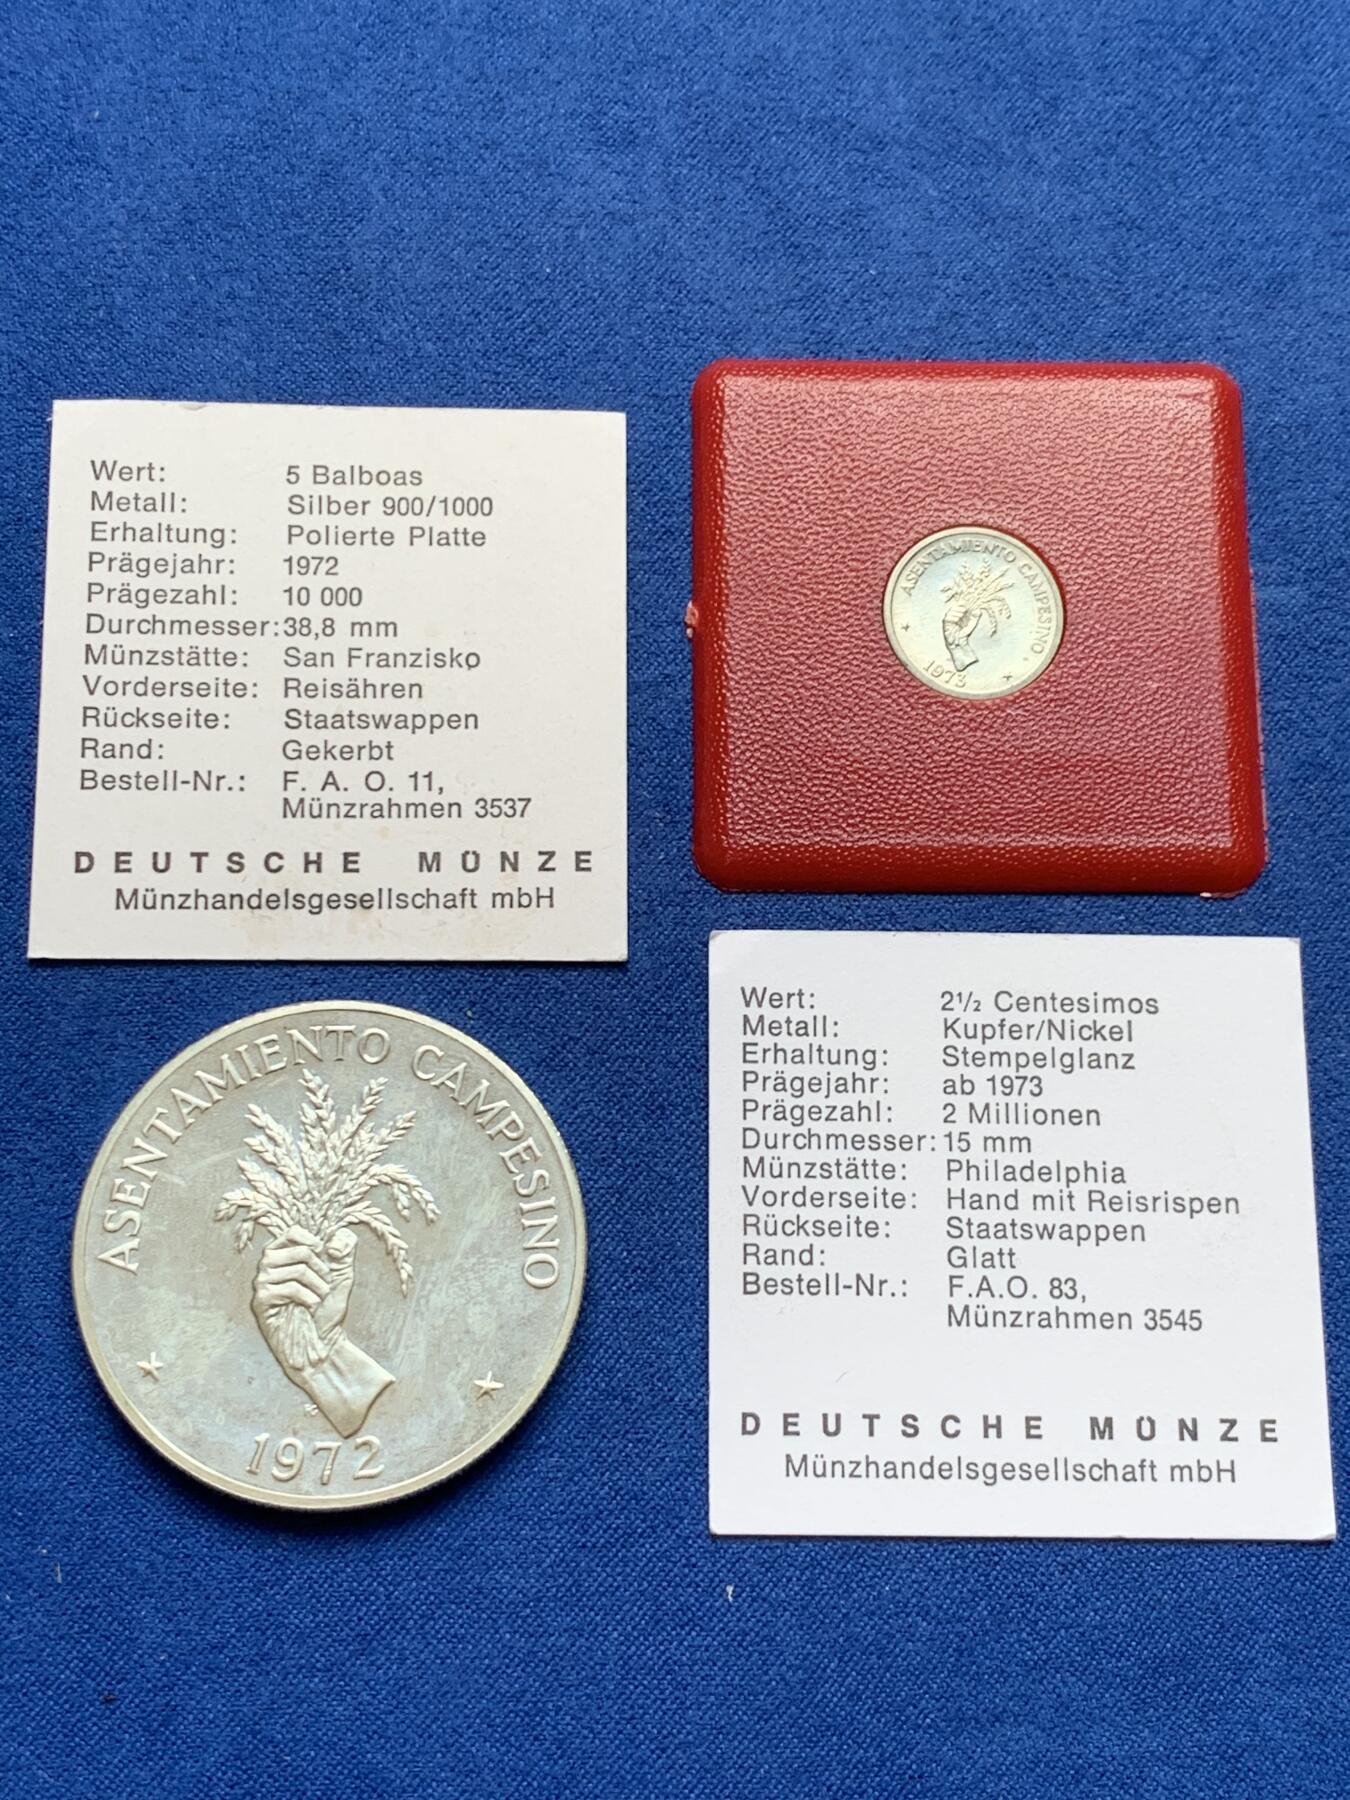 Wert: 5 Balboas
Metall: Silber 900/1000
Erhaltung: Polierte Platte
Prägejahr: 1972
Prägezahl: 10 000
Durchmesser: 38,8 mm
Münzstätte: San Franzisko
Vorderseite: Reisähren
Rückseite: Staatswappen
Rand: Gekerbt
Bestell-Nr.: F. A. O. 11,
Münzrahmen 3537
DEUTSCHE MÜNZE
Münzhandelsgesellschaft mbH
ASENTAMIENTO CAMPESINO
1973
ASENTAMIENTO CAMPESINO
1972
Wert: 2½ Centesimos
Metall: Kupfer/Nickel
Erhaltung: Stempelglanz
Prägejahr: ab 1973
Prägezahl: 2 Millionen
Durchmesser: 15 mm
Münzstätte: Philadelphia
Vorderseite: Hand mit Reisrispen
Rückseite: Staatswappen
Rand: Glatt
Bestell-Nr.: F.A.O. 83,
Münzrahmen 3545
DEUTSCHE MÜNZE
Münzhandelsgesellschaft mbH